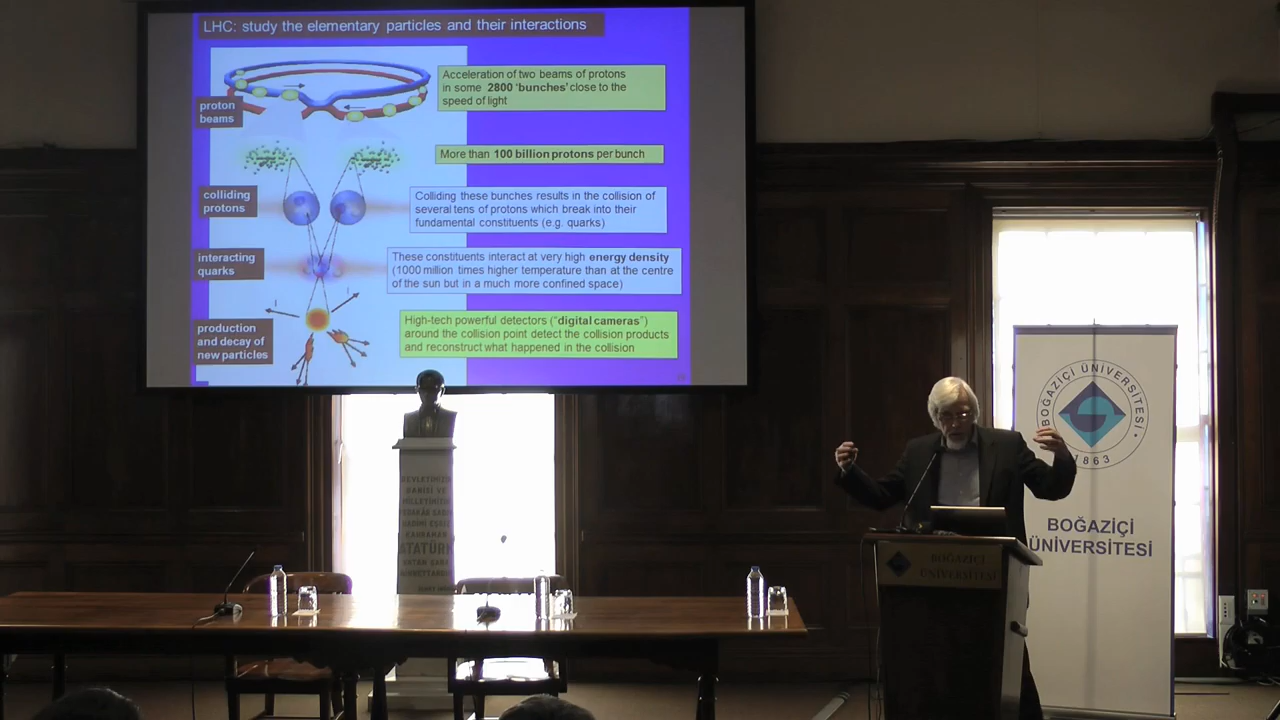 LHC: study the elementary particles and their interactions
proton
beams
Acceleration of two beams of protons
in some 2800 'bunches' close to the
speed of light
More than 100 billion protons per bunch
colliding
protons
Colliding these bunches results in the collision of
several tens of protons which break into their
fundamental constituents (e.g. quarks)
interacting
quarks
These constituents interact at very high energy density
(1000 million times higher temperature than at the centre
of the sun but in a much more confined space)
production
and decay of
new particles
High-tech powerful detectors ("digital cameras")
around the collision point detect the collision products
and reconstruct what happened in the collision
BOĞAZİÇİ ÜNİVERSİTESİ
1863
BOĞAZİÇİ
ÜNİVERSİTESİ
BOĞAZİÇİ
ÜNİVERSİTESİ
ATATÜRK